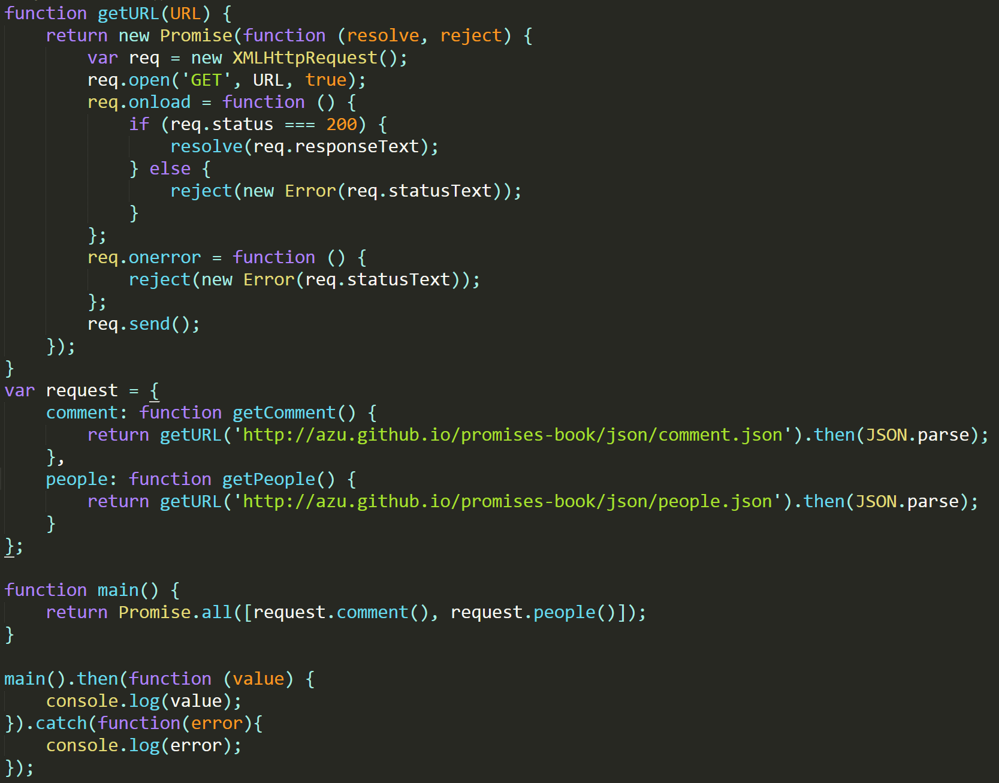 function getURL(URL) {
    return new Promise(function (resolve, reject) {
        var req = new XMLHttpRequest();
        req.open('GET', URL, true);
        req.onload = function () {
            if (req.status === 200) {
                resolve(req.responseText);
            } else {
                reject(new Error(req.statusText));
            }
        };
        req.onerror = function () {
            reject(new Error(req.statusText));
        };
        req.send();
    });
}
var request = {
    comment: function getComment() {
        return getURL('http://azu.github.io/promises-book/json/comment.json').then(JSON.parse);
    },
    people: function getPeople() {
        return getURL('http://azu.github.io/promises-book/json/people.json').then(JSON.parse);
    }
};

function main() {
    return Promise.all([request.comment(), request.people()]);
}

main().then(function (value) {
    console.log(value);
}).catch(function(error){
    console.log(error);
});